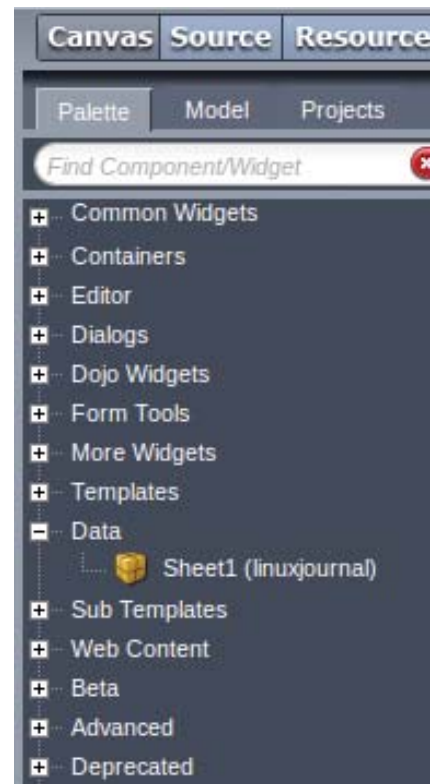 Canvas Source Resource
Palette Model Projects
Find Component/Widget
Common Widgets
Containers
Editor
Dialogs
Dojo Widgets
Form Tools
More Widgets
Templates
Data
Sheet1 (linuxjournal)
Sub Templates
Web Content
Beta
Advanced
Deprecated